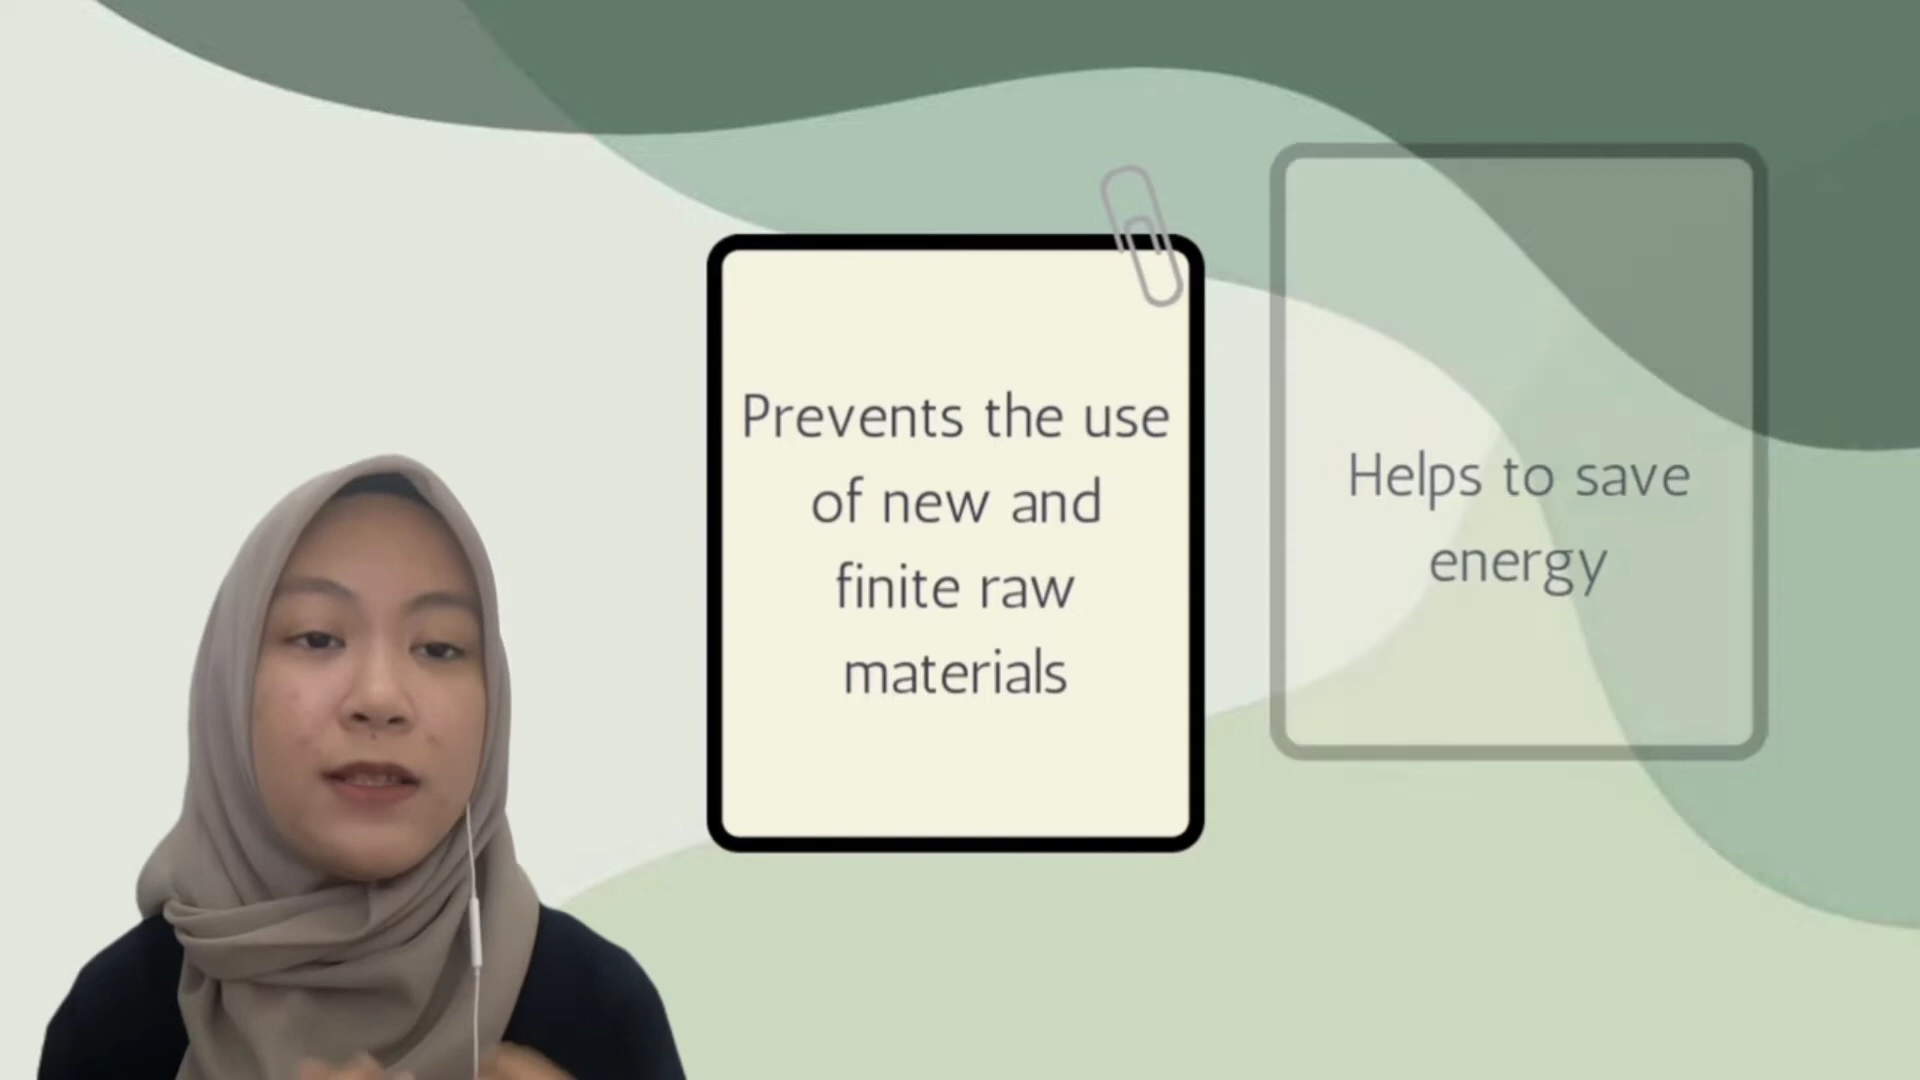 Prevents the use
of new and
finite raw
materials
Helps to save
energy